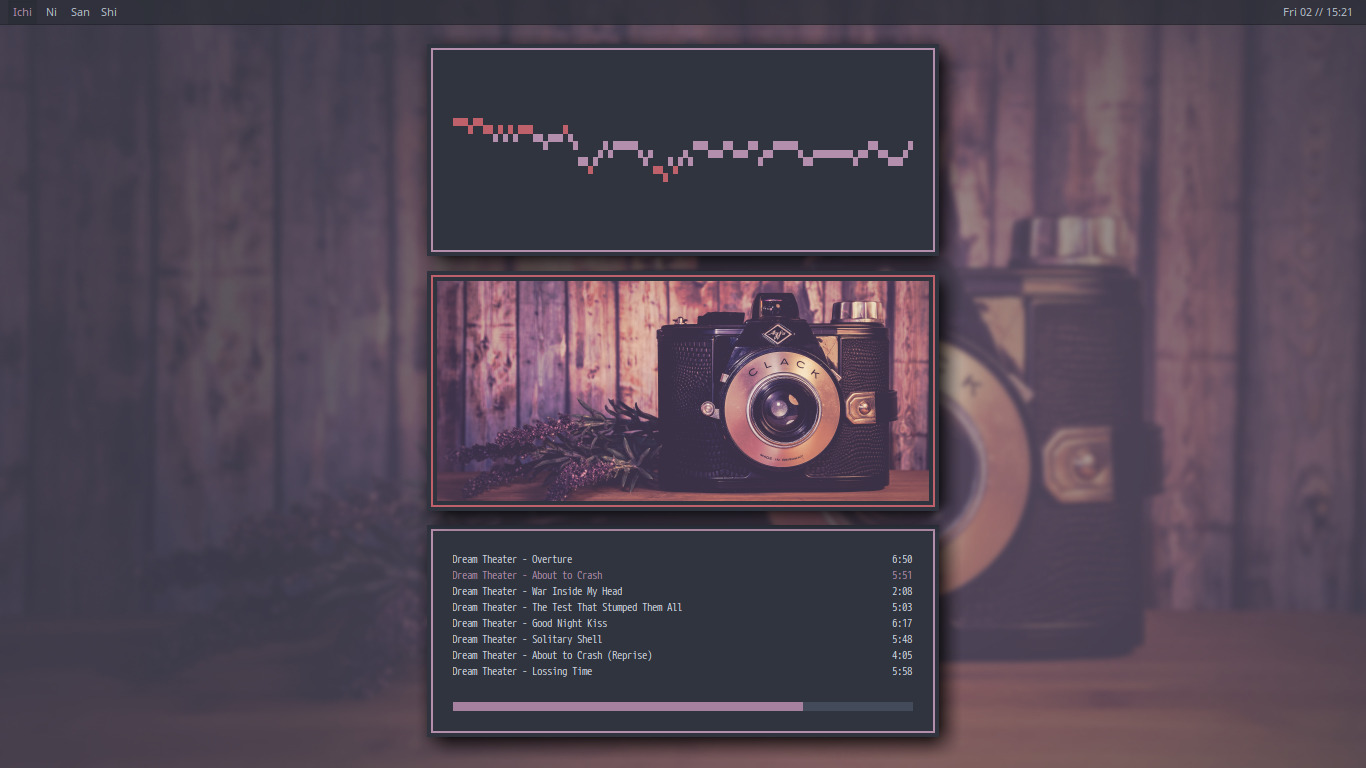 Ichi Ni San Shi Fri 02 // 15:21
CLACK
MADE IN GERMANY
K
Dream Theater - Overture 6:50
Dream Theater - About to Crash 5:51
Dream Theater - War Inside My Head 2:08
Dream Theater - The Test That Stumped Them All 5:03
Dream Theater - Good Night Kiss 6:17
Dream Theater - Solitary Shell 5:48
Dream Theater - About to Crash (Reprise) 4:05
Dream Theater - Lossing Time 5:58